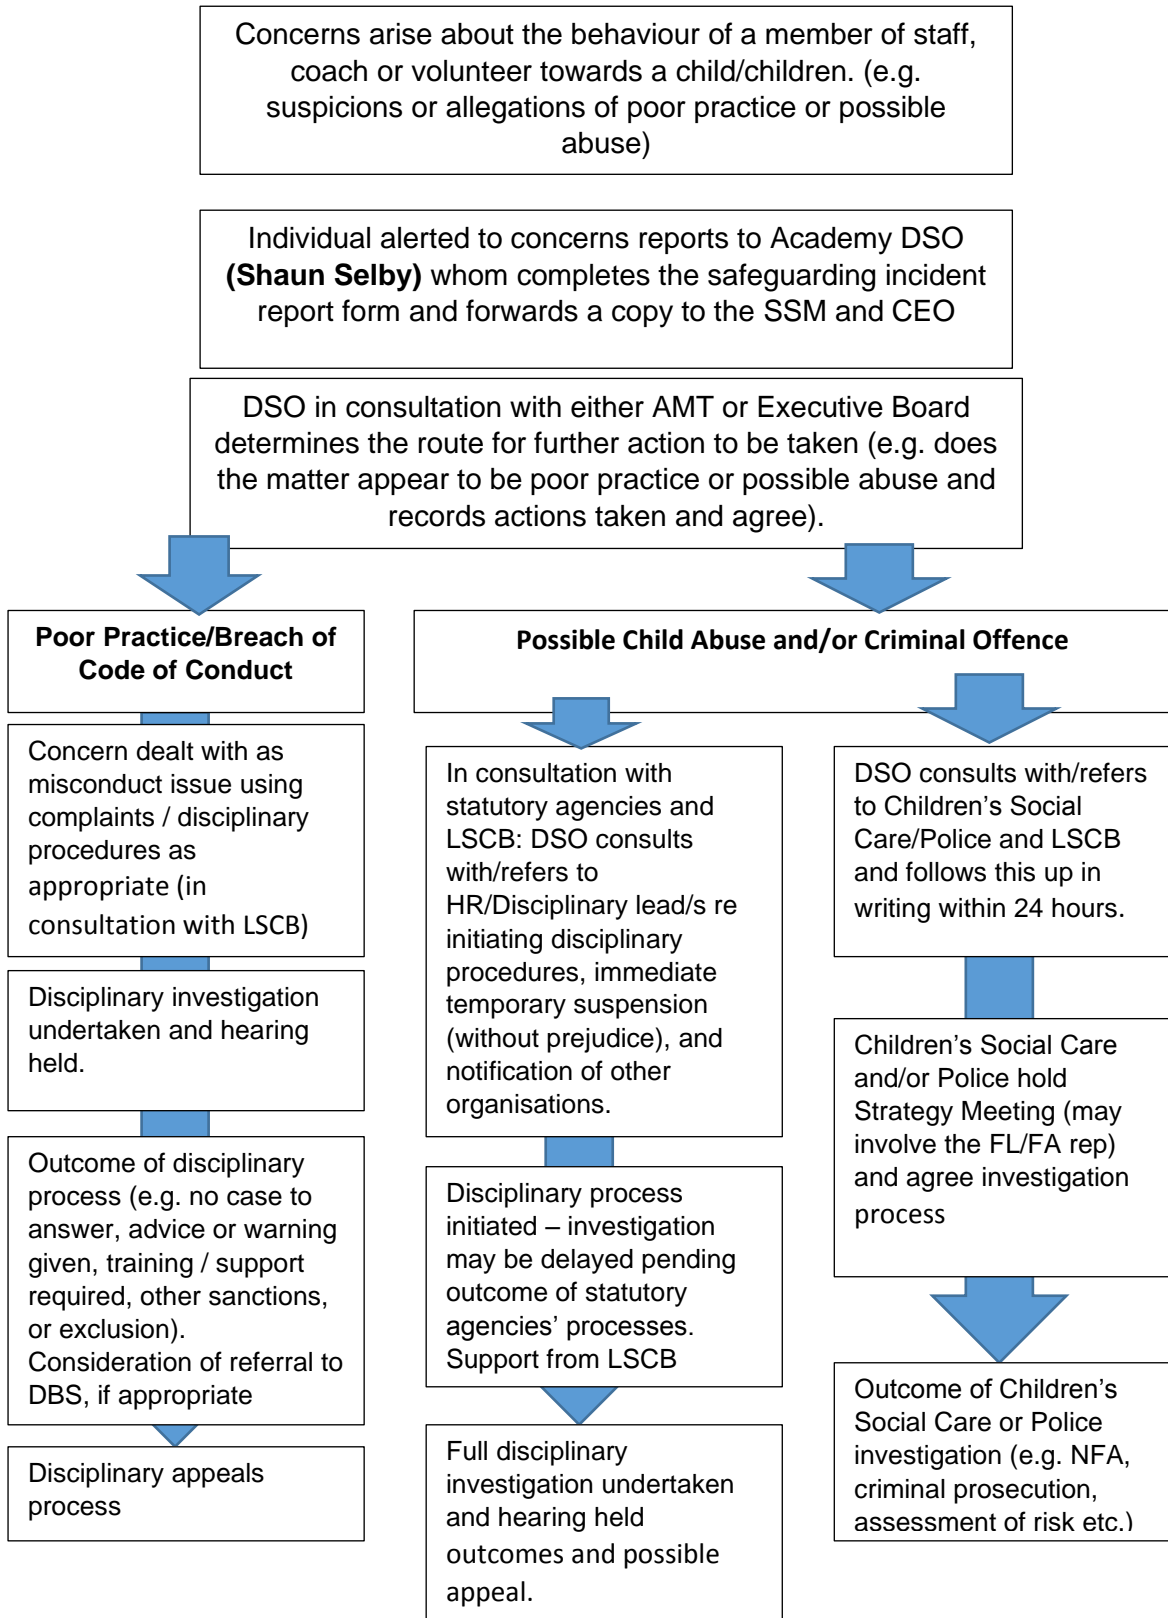 Concerns arise about the behaviour of a member of staff,
coach or volunteer towards a child/children. (e.g.
suspicions or allegations of poor practice or possible
abuse)
Individual alerted to concerns reports to Academy DSO
(Shaun Selby) whom completes the safeguarding incident
report form and forwards a copy to the SSM and CEO
DSO in consultation with either AMT or Executive Board
determines the route for further action to be taken (e.g. does
the matter appear to be poor practice or possible abuse and
records actions taken and agree).
Poor Practice/Breach of
Code of Conduct
Concern dealt with as
misconduct issue using
complaints / disciplinary
procedures as
appropriate (in
consultation with LSCB)
Disciplinary investigation
undertaken and hearing
held.
Outcome of disciplinary
process (e.g. no case to
answer, advice or warning
given, training / support
required, other sanctions,
or exclusion).
Consideration of referral to
DBS, if appropriate
Disciplinary appeals
process
Possible Child Abuse and/or Criminal Offence
In consultation with
statutory agencies and
LSCB: DSO consults
with/refers to
HR/Disciplinary lead/s re
initiating disciplinary
procedures, immediate
temporary suspension
(without prejudice), and
notification of other
organisations.
Disciplinary process
initiated – investigation
may be delayed pending
outcome of statutory
agencies’ processes.
Support from LSCB
Full disciplinary
investigation undertaken
and hearing held
outcomes and possible
appeal.
DSO consults with/refers
to Children’s Social
Care/Police and LSCB
and follows this up in
writing within 24 hours.
Children’s Social Care
and/or Police hold
Strategy Meeting (may
involve the FL/FA rep)
and agree investigation
process
Outcome of Children’s
Social Care or Police
investigation (e.g. NFA,
criminal prosecution,
assessment of risk etc.)